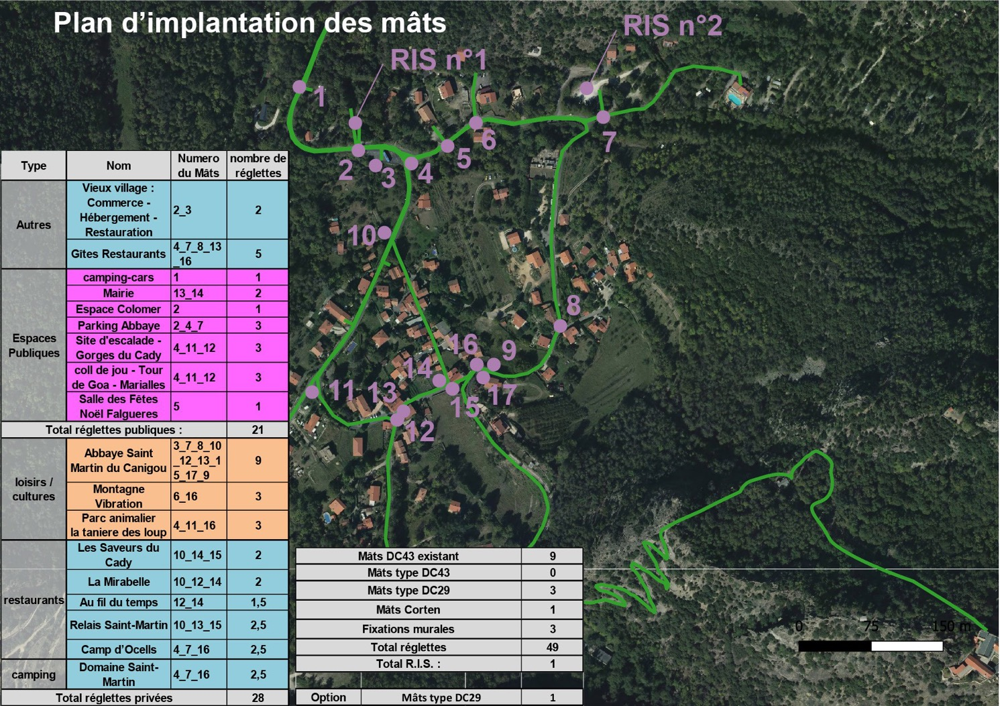 Plan d'implantation des mâts
RIS n°1
RIS n°2
1
2
3
4
5
6
7
8
9
10
11
12
13
14
15
16
17
Type Nom Numero du Mâts nombre de réglettes
Autres
Vieux village :
Commerce -
Hébergement -
Restauration
2_3
2
Gîtes Restaurants
4_7_8_13
_16
5
Espaces
Publiques
camping-cars 1 1
Mairie 13_14 2
Espace Colomer 2 1
Parking Abbaye 2_4_7 3
Site d'escalade -
Gorges du Cady
4_11_12 3
coll de jou - Tour
de Goa - Marialles
4_11_12 3
Salle des Fêtes
Noël Falgueres
5 1
Total réglettes publiques : 21
loisirs /
cultures
Abbaye Saint
Martin du Canigou
3_7_8_10
_12_13_1
5_17_9
9
Montagne
Vibration
6_16 3
Parc animalier
la taniere des loup
4_11_16 3
restaurants
Les Saveurs du
Cady
10_14_15 2
La Mirabelle 10_12_14 2
Au fil du temps 12_14 1,5
Relais Saint-Martin 10_13_15 2,5
Camp d'Ocells 4_7_16 2,5
camping
Domaine Saint-
Martin
4_7_16 2,5
Total réglettes privées 28
Mâts DC43 existant 9
Mâts type DC43 0
Mâts type DC29 3
Mâts Corten 1
Fixations murales 3
Total réglettes 49
Total R.I.S. : 1
Option Mâts type DC29 1
0 75 150 m